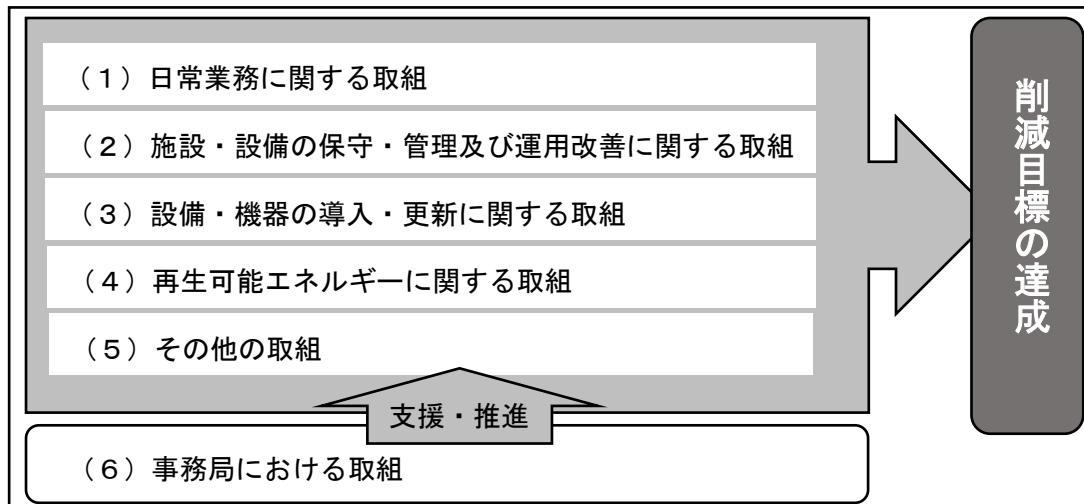 （１）日常業務に関する取組
（２）施設・設備の保守・管理及び運用改善に関する取組
（３）設備・機器の導入・更新に関する取組
（４）再生可能エネルギーに関する取組
（５）その他の取組
支援・推進
（６）事務局における取組
削減目標の達成